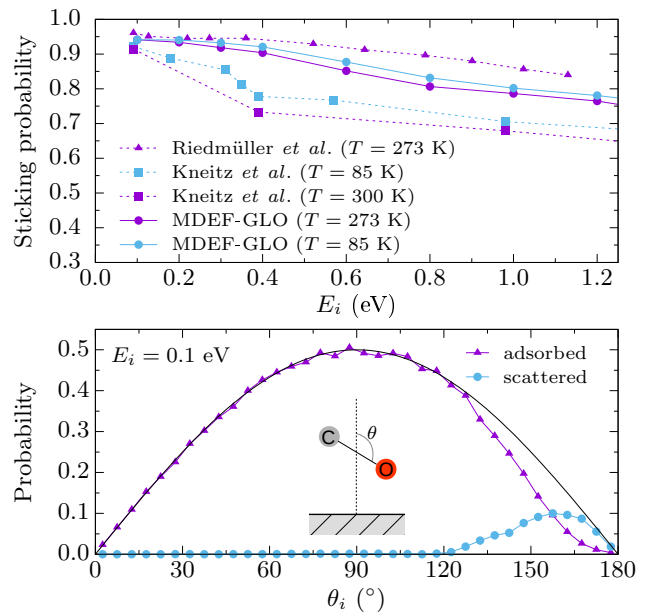 1.0
0.9
0.8
0.7
0.6
0.5
0.4
0.3
Sticking probability
Riedmüller et al. (T = 273 K)
Kneitz et al. (T = 85 K)
Kneitz et al. (T = 300 K)
MDEF-GLO (T = 273 K)
MDEF-GLO (T = 85 K)
0.0 0.2 0.4 0.6 0.8 1.0 1.2
E_i (eV)
E_i = 0.1 eV
adsorbed
scattered
0.5
0.4
0.3
0.2
0.1
0.0
Probability
θ
C
O
0 30 60 90 120 150 180
θ_i (°)